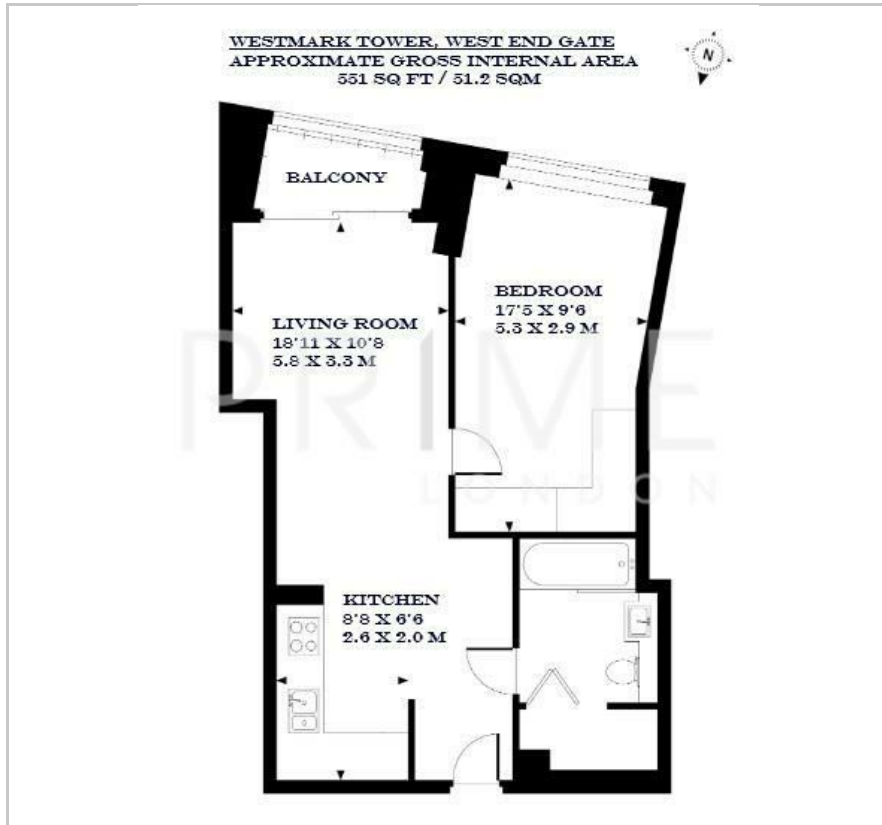 WESTMARK TOWER, WEST END GATE
APPROXIMATE GROSS INTERNAL AREA
551 SQ FT / 51.2 SQM
N
BALCONY
BEDROOM
17'5 X 9'6
5.3 X 2.9 M
LIVING ROOM
18'11 X 10'8
5.8 X 3.3 M
PRIME
LONDON
KITCHEN
8'8 X 6'6
2.6 X 2.0 M